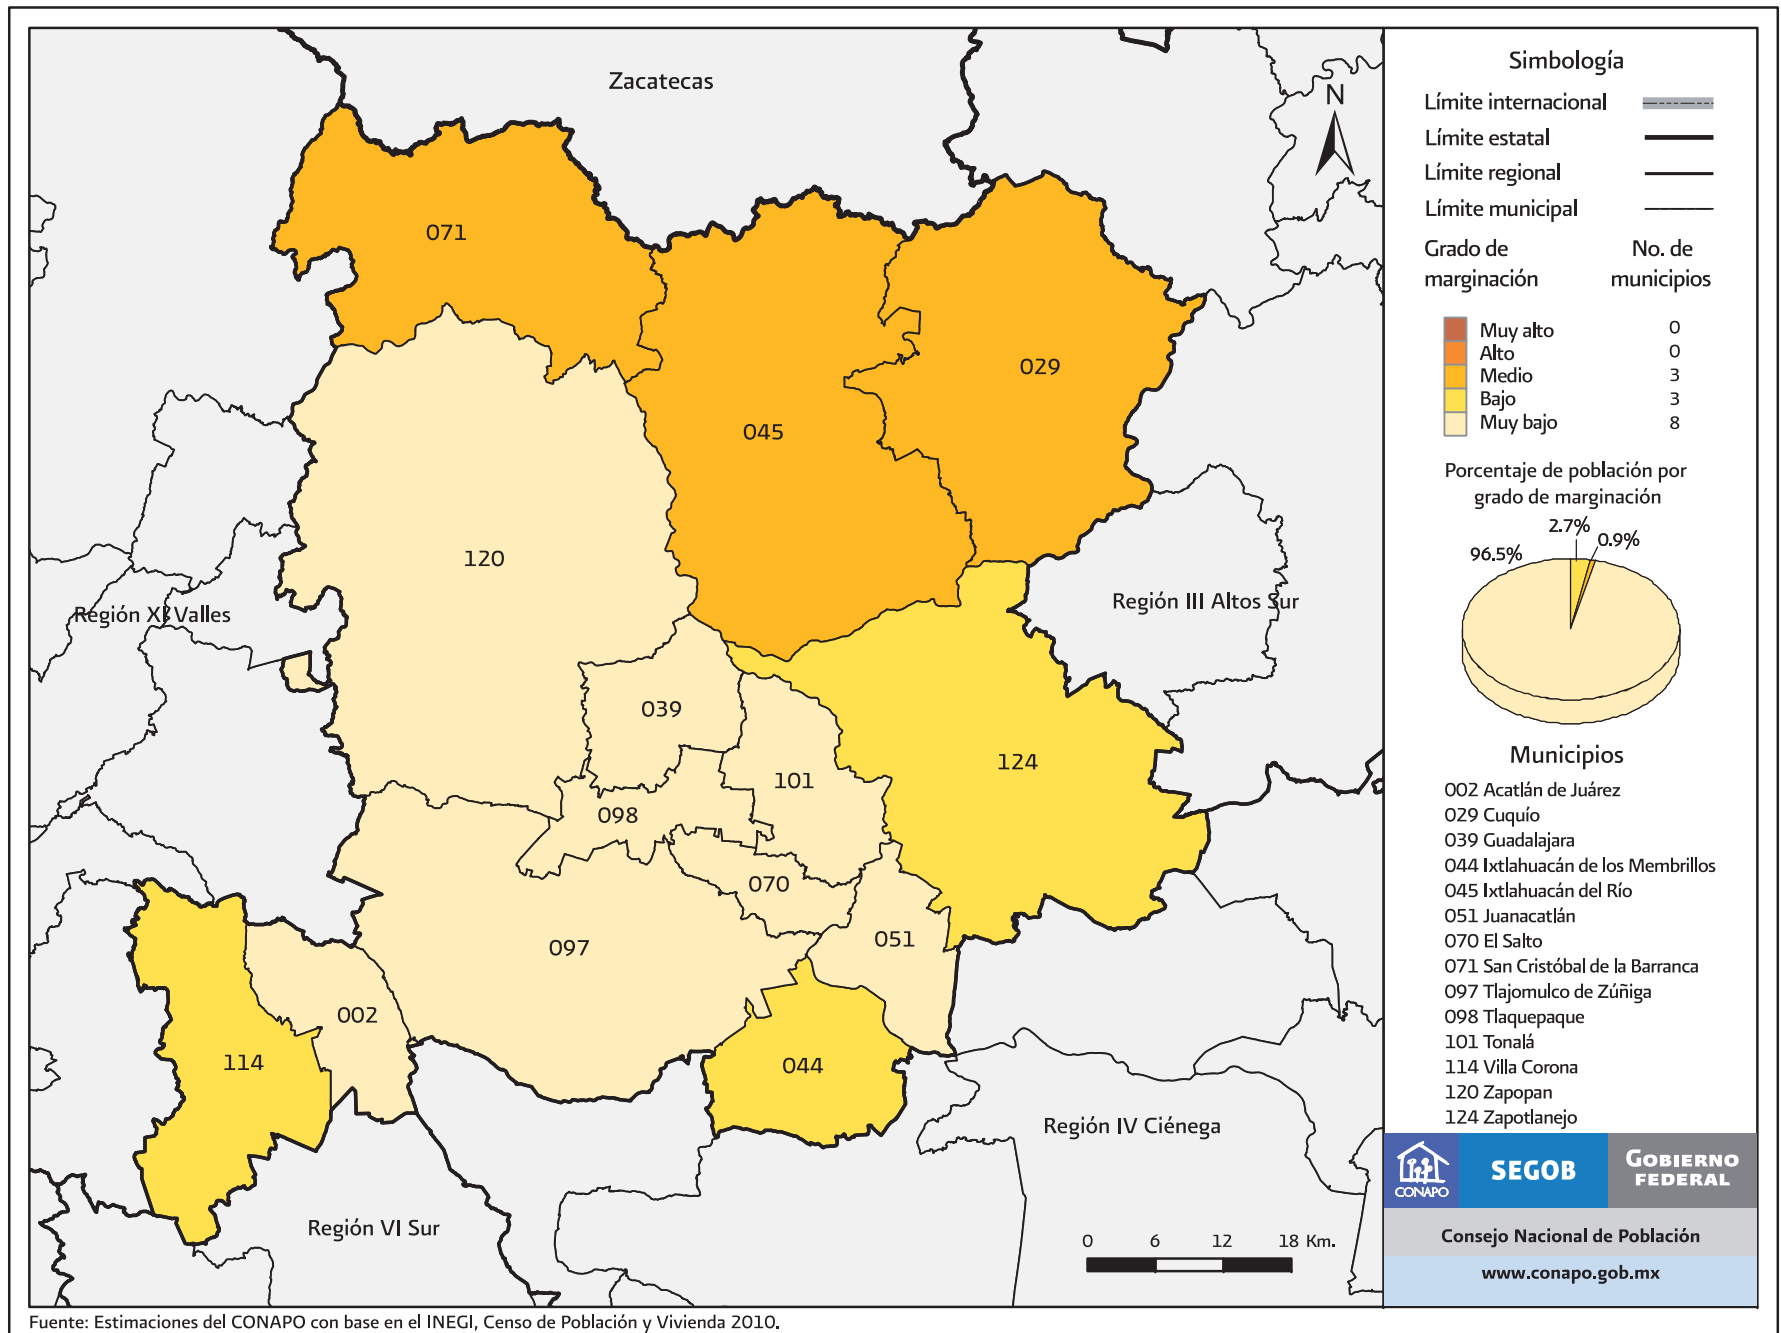 Zacatecas
071
029
045
120
Región XI Valles
Región III Altos Sur
039
124
101
098
070
051
097
002
114
044
Región IV Ciénega
Región VI Sur
0 6 12 18 Km.
N
Simbología
Límite internacional
Límite estatal
Límite regional
Límite municipal
Grado de marginación
No. de municipios
Muy alto 0
Alto 0
Medio 3
Bajo 3
Muy bajo 8
Porcentaje de población por
grado de marginación
2.7%
0.9%
96.5%
Municipios
002 Acatlán de Juárez
029 Cuquío
039 Guadalajara
044 Ixtlahuacán de los Membrillos
045 Ixtlahuacán del Río
051 Juanacatlán
070 El Salto
071 San Cristóbal de la Barranca
097 Tlajomulco de Zúñiga
098 Tlaquepaque
101 Tonalá
114 Villa Corona
120 Zapopan
124 Zapotlanejo
CONAPO
SEGOB
GOBIERNO
FEDERAL
Consejo Nacional de Población
www.conapo.gob.mx
Fuente: Estimaciones del CONAPO con base en el INEGI, Censo de Población y Vivienda 2010.